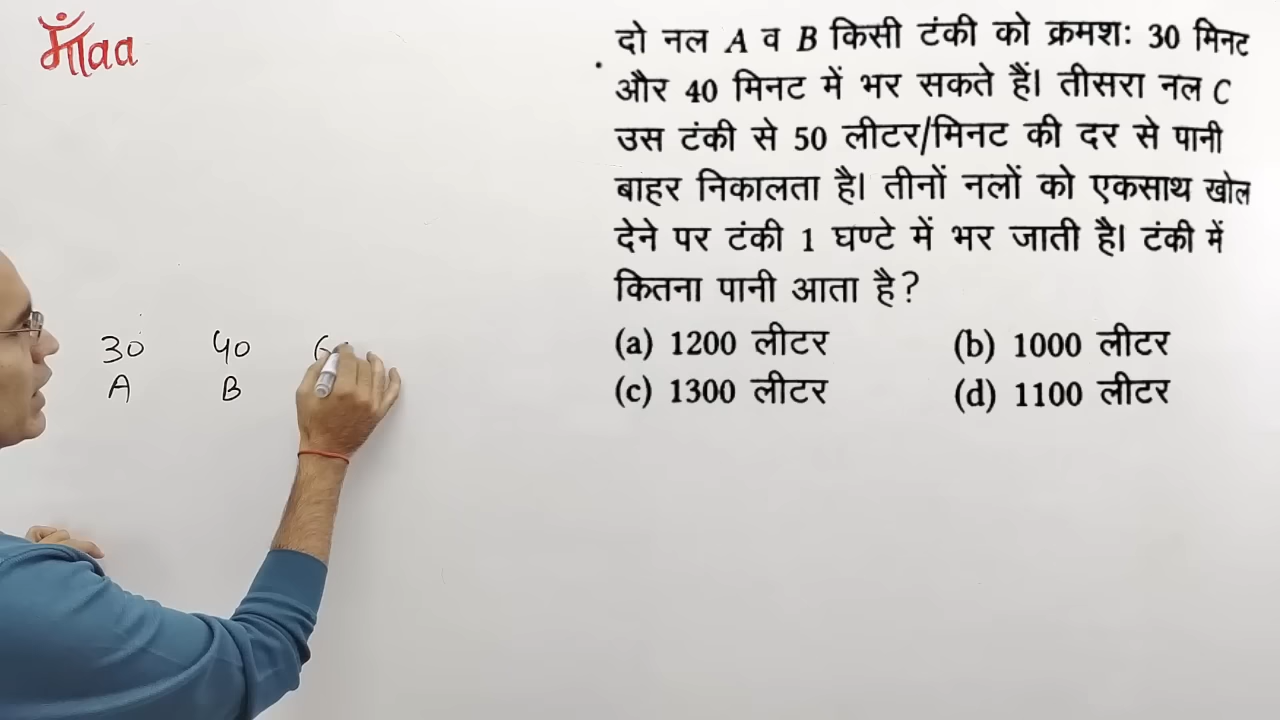 माँaa
दो नल A व B किसी टंकी को क्रमशः 30 मिनट
और 40 मिनट में भर सकते हैं। तीसरा नल C
उस टंकी से 50 लीटर/मिनट की दर से पानी
बाहर निकालता है। तीनों नलों को एकसाथ खोल
देने पर टंकी 1 घण्टे में भर जाती है। टंकी में
कितना पानी आता है?
(a) 1200 लीटर (b) 1000 लीटर
(c) 1300 लीटर (d) 1100 लीटर
30 40
A B